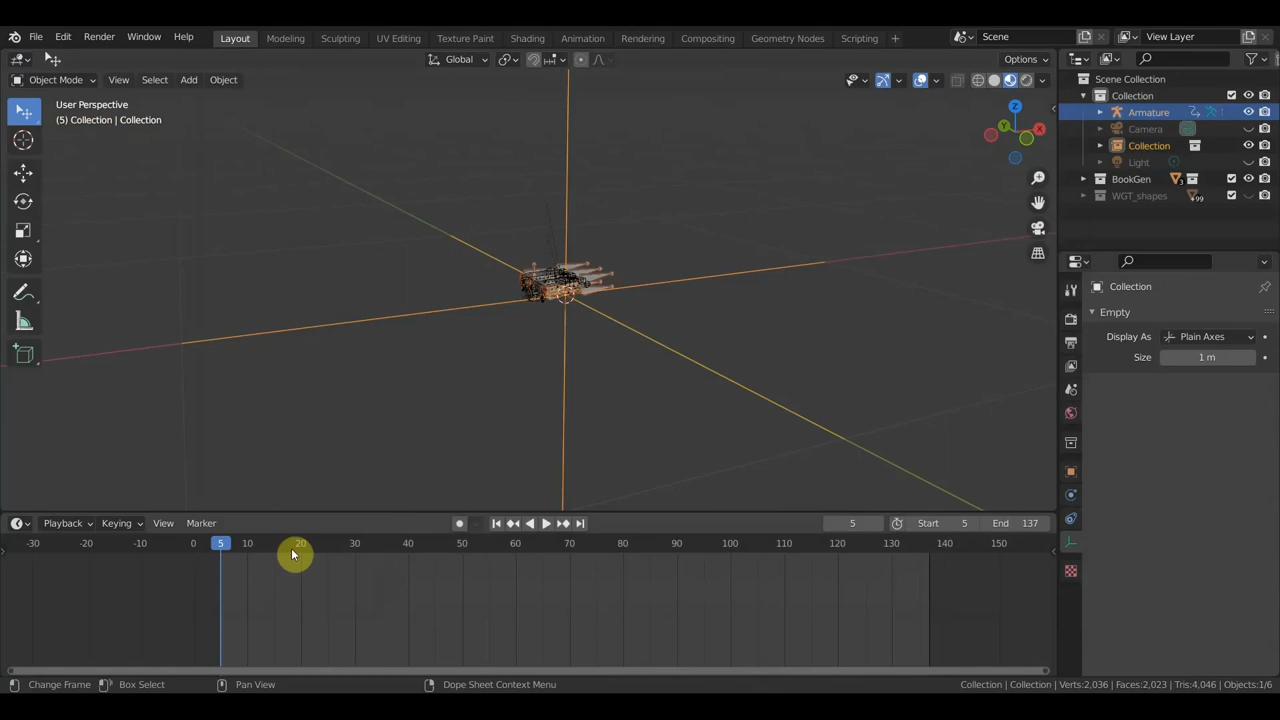 File Edit Render Window Help Layout Modeling Sculpting UV Editing Texture Paint Shading Animation Rendering Compositing Geometry Nodes Scripting + Scene View Layer
Global Options
Object Mode View Select Add Object
User Perspective
(5) Collection | Collection
Z
Y X
Scene Collection
Collection
Armature
Camera
Collection
Light
BookGen 3
WGT_shapes 99
Collection
Empty
Display As Plain Axes
Size 1 m
Playback Keying View Marker 5 Start 5 End 137
-30 -20 -10 0 5 10 20 30 40 50 60 70 80 90 100 110 120 130 140 150
Change Frame Box Select Pan View Dope Sheet Context Menu Collection | Collection | Verts:2,036 | Faces:2,023 | Tris:4,046 | Objects:1/6